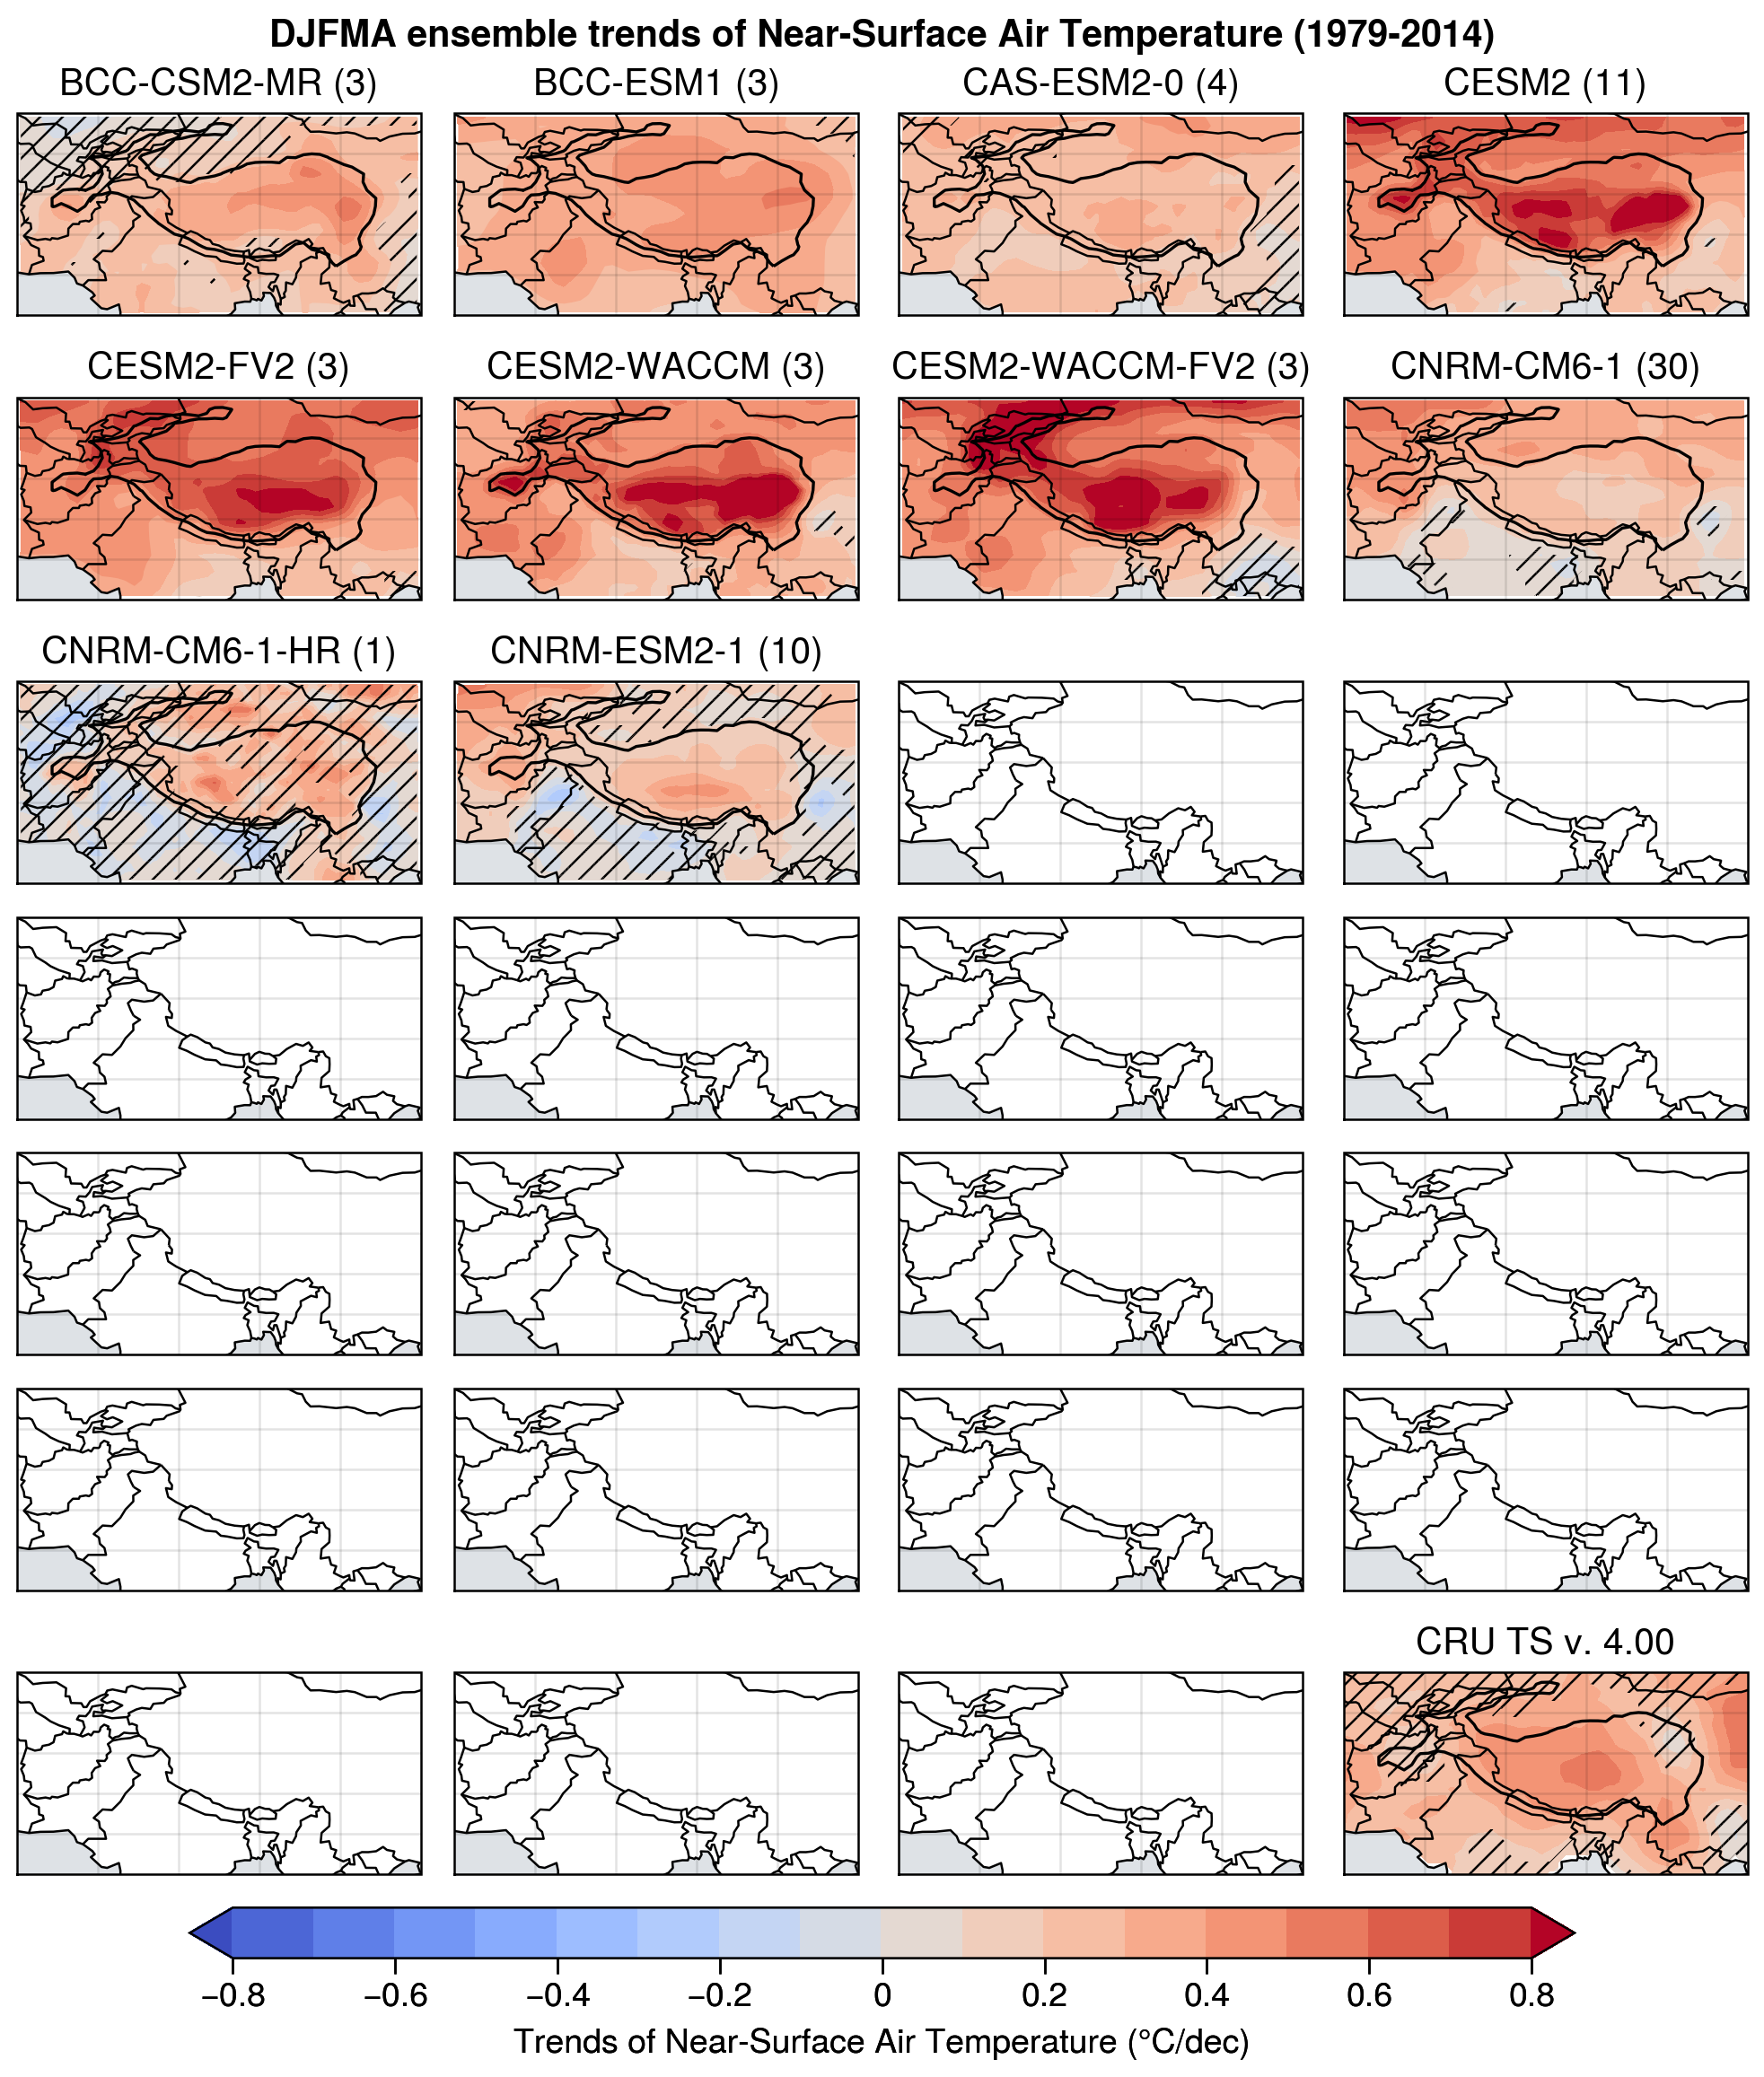 DJFMA ensemble trends of Near-Surface Air Temperature (1979-2014)
BCC-CSM2-MR (3)
BCC-ESM1 (3)
CAS-ESM2-0 (4)
CESM2 (11)
CESM2-FV2 (3)
CESM2-WACCM (3)
CESM2-WACCM-FV2 (3)
CNRM-CM6-1 (30)
CNRM-CM6-1-HR (1)
CNRM-ESM2-1 (10)
CRU TS v. 4.00
−0.8 −0.6 −0.4 −0.2 0 0.2 0.4 0.6 0.8
Trends of Near-Surface Air Temperature (°C/dec)